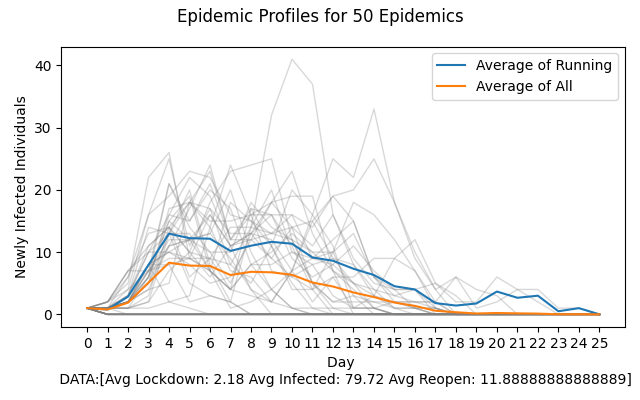 Epidemic Profiles for 50 Epidemics
Newly Infected Individuals
40
30
20
10
0
Average of Running
Average of All
0 1 2 3 4 5 6 7 8 9 10 11 12 13 14 15 16 17 18 19 20 21 22 23 24 25
Day
DATA:[Avg Lockdown: 2.18 Avg Infected: 79.72 Avg Reopen: 11.88888888888889]